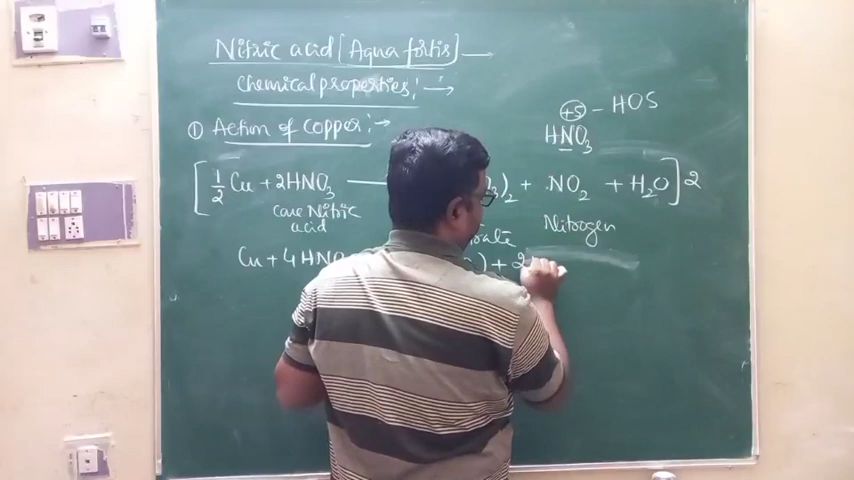 Nitric acid [Aqua fortis] —
Chemical properties :→
① Action of Copper :→
+5 – HOS
HNO₃
[ ½ Cu + 2HNO₃ — ₃)₂ + NO₂ + H₂O ] 2
Conc Nitric acid
Nitrogen
Cu + 4HNO ) + 2